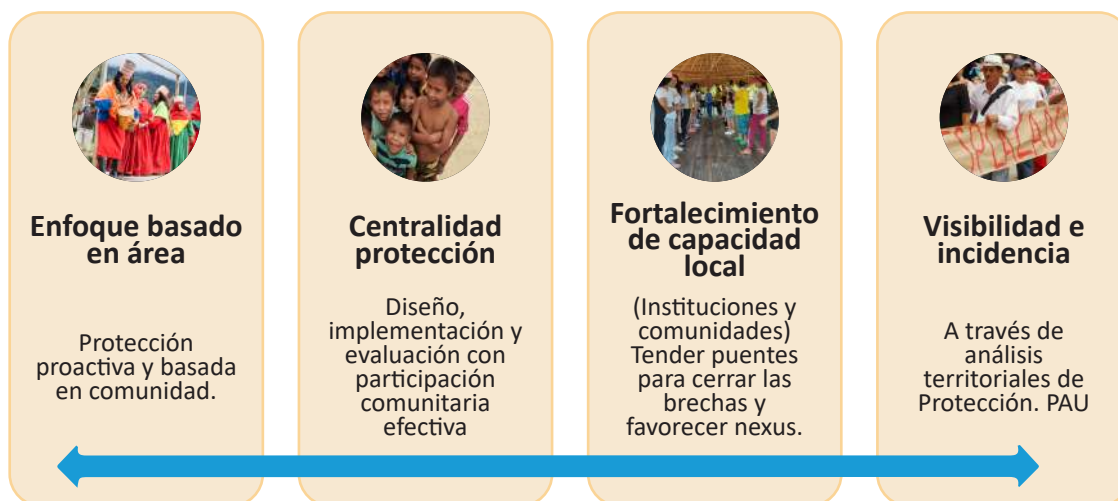 Enfoque basado
en área
Protección
proactiva y basada
en comunidad.
Centralidad
protección
Diseño,
implementación y
evaluación con
participación
comunitaria
efectiva
Fortalecimiento
de capacidad
local
(Instituciones y
comunidades)
Tender puentes
para cerrar las
brechas y
favorecer nexus.
SPLACADO
Visibilidad e
incidencia
A través de
análisis
territoriales de
Protección. PAU